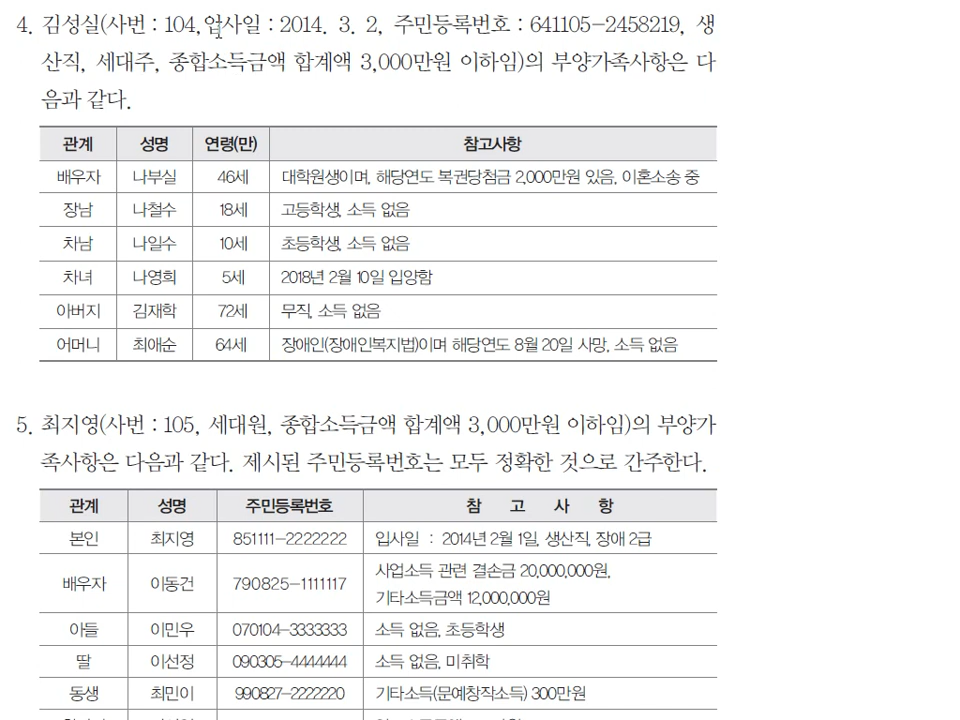 4. 김성실(사번 : 104, 입사일 : 2014. 3. 2, 주민등록번호 : 641105-2458219, 생
산직, 세대주, 종합소득금액 합계액 3,000만원 이하임)의 부양가족사항은 다
음과 같다.
관계 성명 연령(만) 참고사항
배우자 나부실 46세 대학원생이며, 해당연도 복권당첨금 2,000만원 있음, 이혼소송 중
장남 나철수 18세 고등학생, 소득 없음
차남 나일수 10세 초등학생, 소득 없음
차녀 나영희 5세 2018년 2월 10일 입양함
아버지 김재학 72세 무직, 소득 없음
어머니 최애순 64세 장애인(장애인복지법)이며 해당연도 8월 20일 사망, 소득 없음
5. 최지영(사번 : 105, 세대원, 종합소득금액 합계액 3,000만원 이하임)의 부양가
족사항은 다음과 같다. 제시된 주민등록번호는 모두 정확한 것으로 간주한다.
관계 성명 주민등록번호 참 고 사 항
본인 최지영 851111-2222222 입사일 : 2014년 2월 1일, 생산직, 장애 2급
배우자 이동건 790825-1111117 사업소득 관련 결손금 20,000,000원,
기타소득금액 12,000,000원
아들 이민우 070104-3333333 소득 없음, 초등학생
딸 이선정 090305-4444444 소득 없음, 미취학
동생 최민이 990827-2222220 기타소득(문예창작소득) 300만원